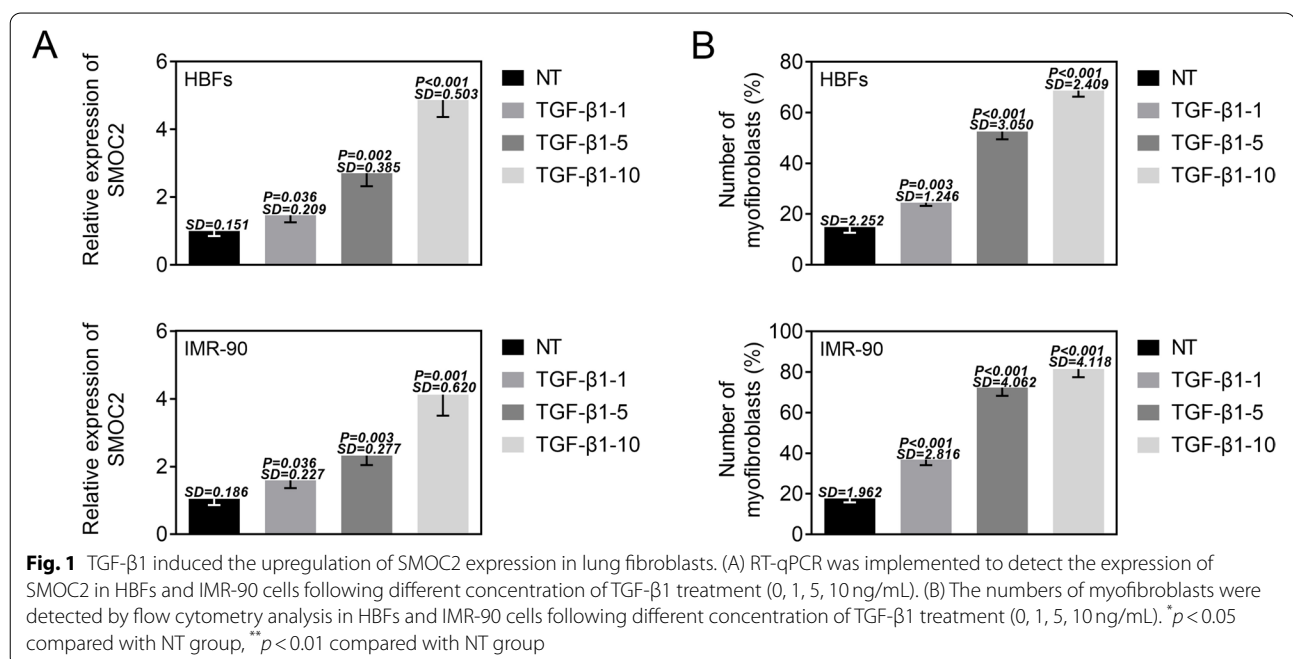 A
Relative expression of
SMOC2
6
4
2
0
HBFs
SD=0.151
P=0.036
SD=0.209
P=0.002
SD=0.385
P<0.001
SD=0.503
NT
TGF-β1-1
TGF-β1-5
TGF-β1-10
B
Number of
myofibroblasts (%)
80
60
40
20
0
HBFs
SD=2.252
P=0.003
SD=1.246
P<0.001
SD=3.050
P<0.001
SD=2.409
NT
TGF-β1-1
TGF-β1-5
TGF-β1-10
Relative expression of
SMOC2
6
4
2
0
IMR-90
SD=0.186
P=0.036
SD=0.227
P=0.003
SD=0.277
P=0.001
SD=0.620
NT
TGF-β1-1
TGF-β1-5
TGF-β1-10
Number of
myofibroblasts (%)
100
80
60
40
20
0
IMR-90
SD=1.962
P<0.001
SD=2.816
P<0.001
SD=4.062
P<0.001
SD=4.118
NT
TGF-β1-1
TGF-β1-5
TGF-β1-10
Fig. 1 TGF-β1 induced the upregulation of SMOC2 expression in lung fibroblasts. (A) RT-qPCR was implemented to detect the expression of
SMOC2 in HBFs and IMR-90 cells following different concentration of TGF-β1 treatment (0, 1, 5, 10 ng/mL). (B) The numbers of myofibroblasts were
detected by flow cytometry analysis in HBFs and IMR-90 cells following different concentration of TGF-β1 treatment (0, 1, 5, 10 ng/mL). *p < 0.05
compared with NT group, **p < 0.01 compared with NT group